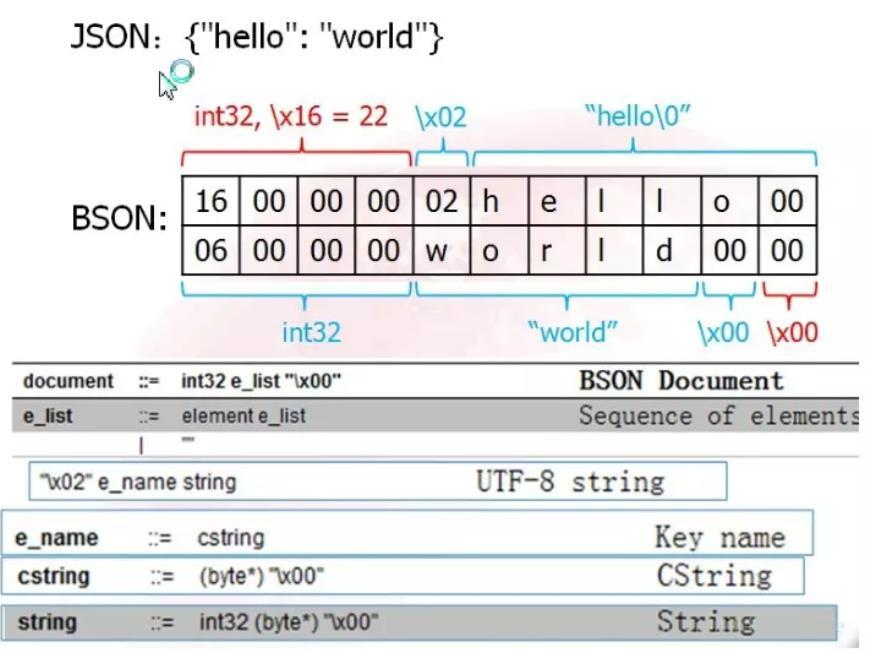 JSON：{"hello": "world"}
int32, \x16 = 22 \x02 “hello\0”
BSON:
16 00 00 00 02 h e l l o 00
06 00 00 00 w o r l d 00 00
int32 “world” \x00 \x00
document ::= int32 e_list "\x00" BSON Document
e_list ::= element e_list Sequence of elements
| ""
"\x02" e_name string UTF-8 string
e_name ::= cstring Key name
cstring ::= (byte*) "\x00" CString
string ::= int32 (byte*) "\x00" String